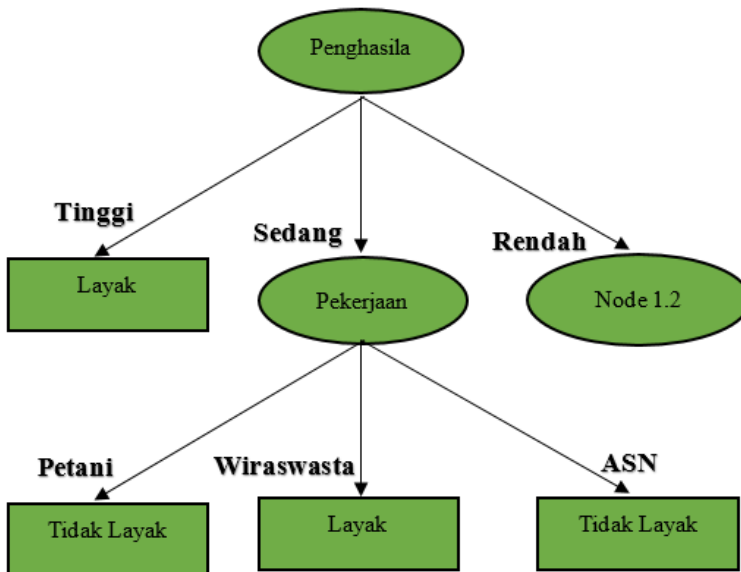 Penghasila
Tinggi
Sedang
Rendah
Layak
Pekerjaan
Node 1.2
Petani
Wiraswasta
ASN
Tidak Layak
Layak
Tidak Layak